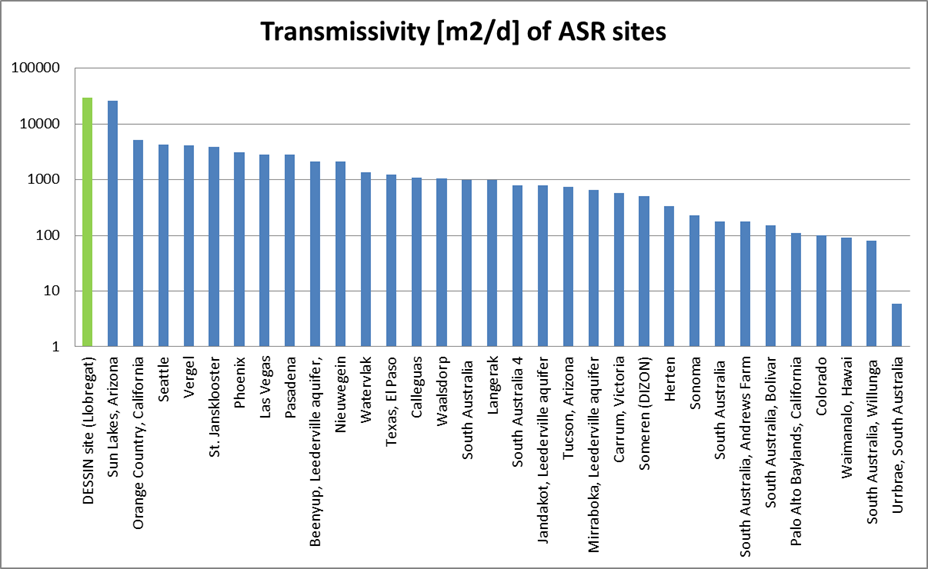 Transmissivity [m2/d] of ASR sites
100000
10000
1000
100
10
1
DESSIN site (Llobregat)
Sun Lakes, Arizona
Orange Country, California
Seattle
Vergel
St. Jansklooster
Phoenix
Las Vegas
Pasadena
Beenyup, Leederville aquifer,
Nieuwegein
Watervlak
Texas, El Paso
Calleguas
Waalsdorp
South Australia
Langerak
South Australia 4
Jandakot, Leederville aquifer
Tucson, Arizona
Mirraboka, Leederville aquifer
Carrum, Victoria
Someren (DIZON)
Herten
Sonoma
South Australia
South Australia, Andrews Farm
South Australia, Bolivar
Palo Alto Baylands, California
Colorado
Waimanalo, Hawai
South Australia, Willunga
Urrbrae, South Australia